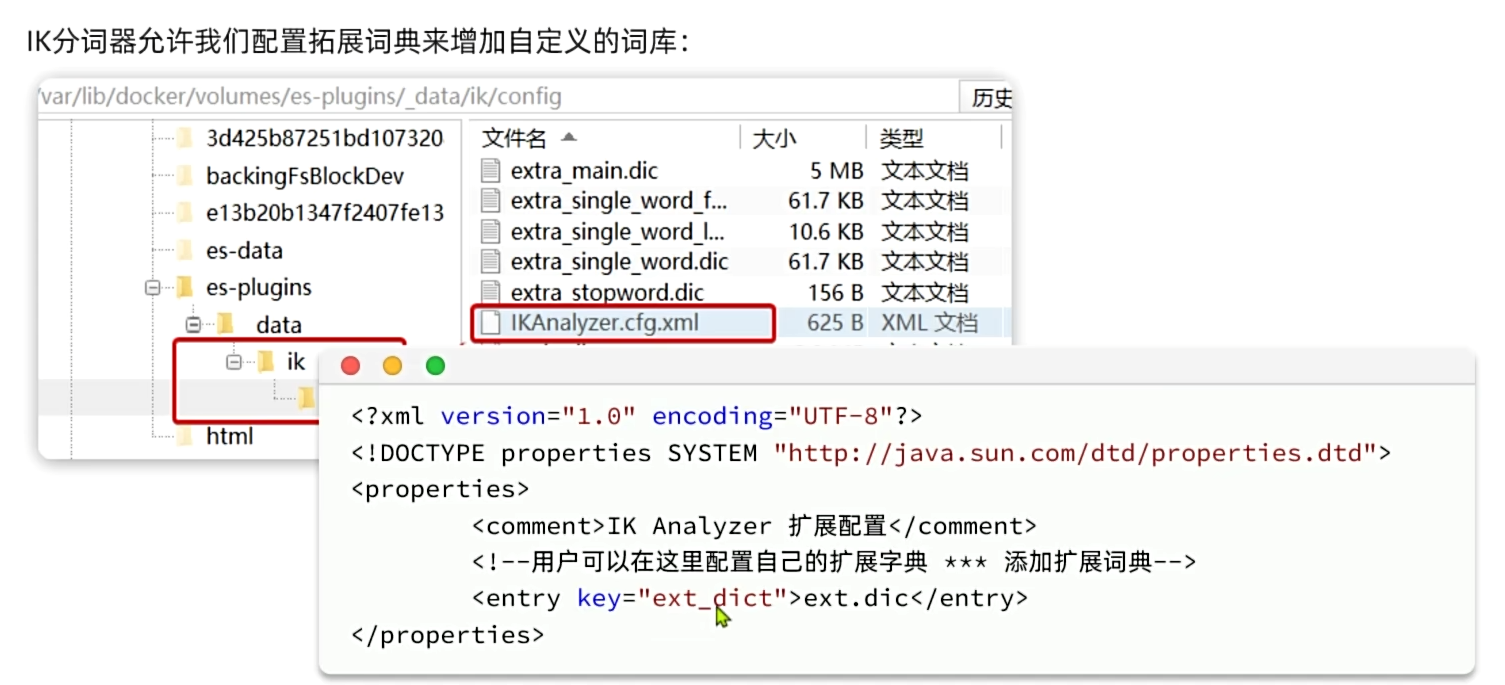 IK分词器允许我们配置拓展词典来增加自定义的词库：
/var/lib/docker/volumes/es-plugins/_data/ik/config
历史
3d425b87251bd107320
backingFsBlockDev
e13b20b1347f2407fe13
es-data
es-plugins
_data
ik
html
文件名 大小 类型
extra_main.dic 5 MB 文本文档
extra_single_word_f... 61.7 KB 文本文档
extra_single_word_l... 10.6 KB 文本文档
extra_single_word.dic 61.7 KB 文本文档
extra_stopword.dic 156 B 文本文档
IKAnalyzer.cfg.xml 625 B XML 文档
<?xml version="1.0" encoding="UTF-8"?>
<!DOCTYPE properties SYSTEM "http://java.sun.com/dtd/properties.dtd">
<properties>
<comment>IK Analyzer 扩展配置</comment>
<!--用户可以在这里配置自己的扩展字典 *** 添加扩展词典-->
<entry key="ext_dict">ext.dic</entry>
</properties>